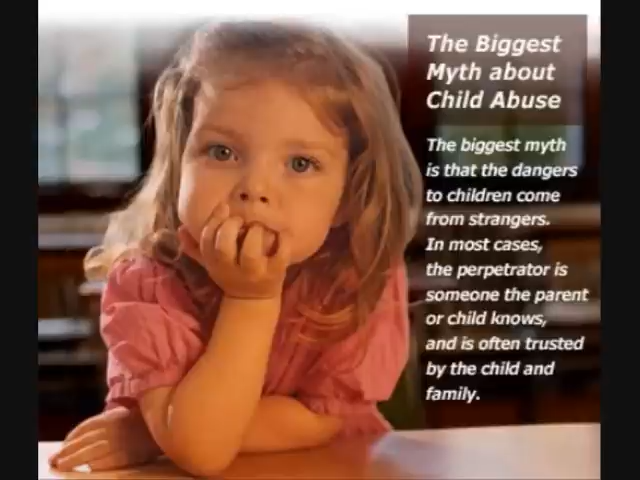 The Biggest
Myth about
Child Abuse
The biggest myth
is that the dangers
to children come
from strangers.
In most cases,
the perpetrator is
someone the parent
or child knows,
and is often trusted
by the child and
family.